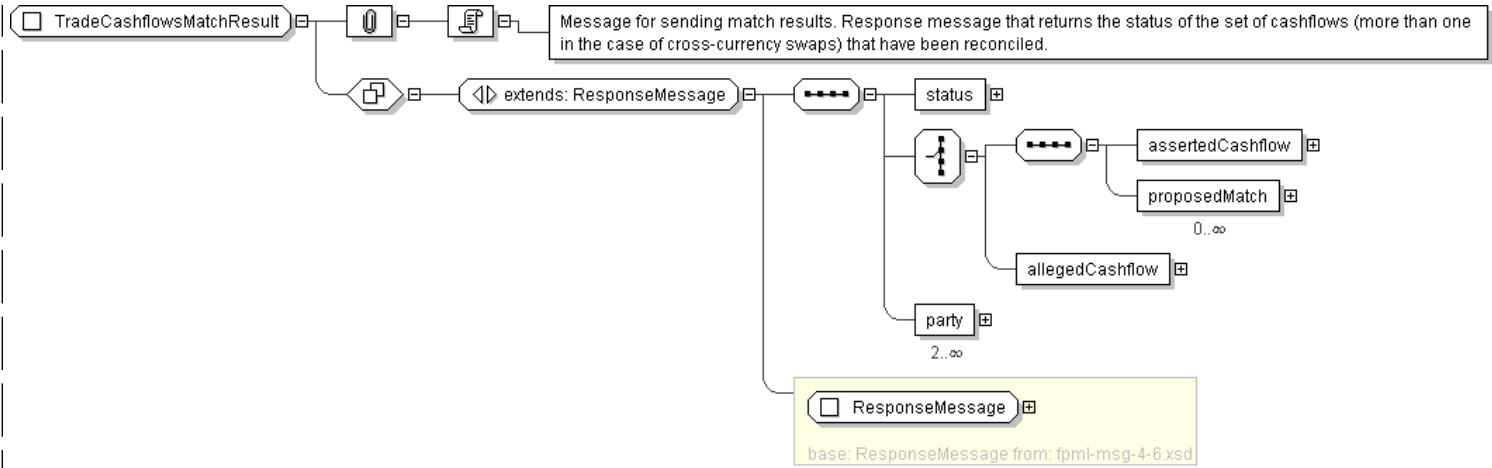 TradeCashflowsMatchResult
Message for sending match results. Response message that returns the status of the set of cashflows (more than one
in the case of cross-currency swaps) that have been reconciled.
extends: ResponseMessage
status
assertedCashflow
proposedMatch
0..∞
allegedCashflow
party
2..∞
ResponseMessage
base: ResponseMessage from: fpml-msg-4-6.xsd